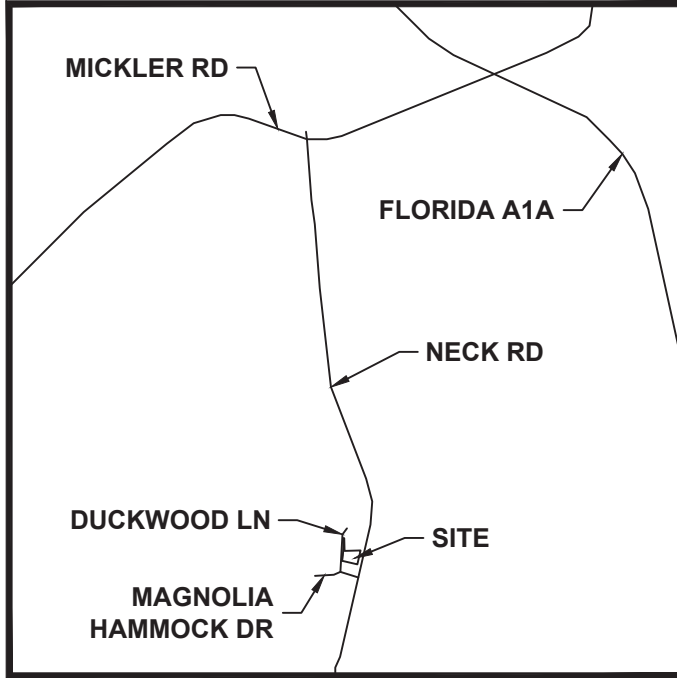 MICKLER RD
FLORIDA A1A
NECK RD
DUCKWOOD LN
SITE
MAGNOLIA
HAMMOCK DR